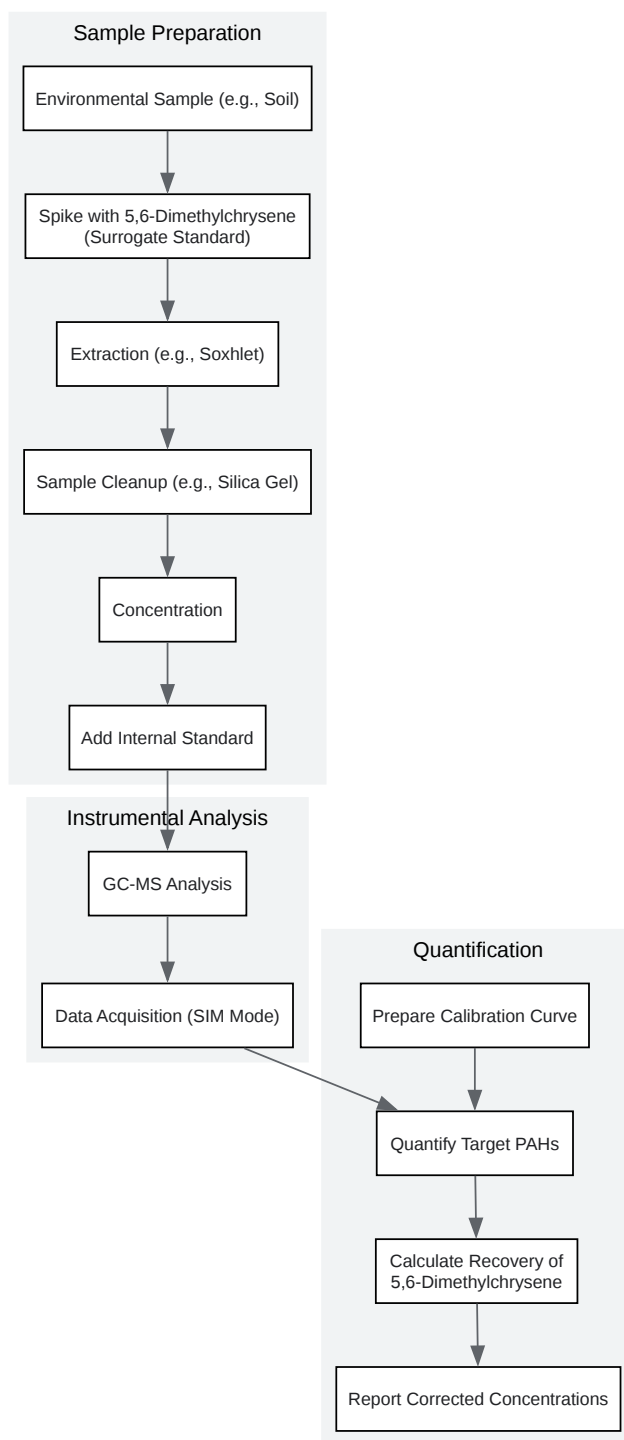 Sample Preparation
Environmental Sample (e.g., Soil)
Spike with 5,6-Dimethylchrysene
(Surrogate Standard)
Extraction (e.g., Soxhlet)
Sample Cleanup (e.g., Silica Gel)
Concentration
Add Internal Standard
Instrumental Analysis
GC-MS Analysis
Data Acquisition (SIM Mode)
Quantification
Prepare Calibration Curve
Quantify Target PAHs
Calculate Recovery of
5,6-Dimethylchrysene
Report Corrected Concentrations